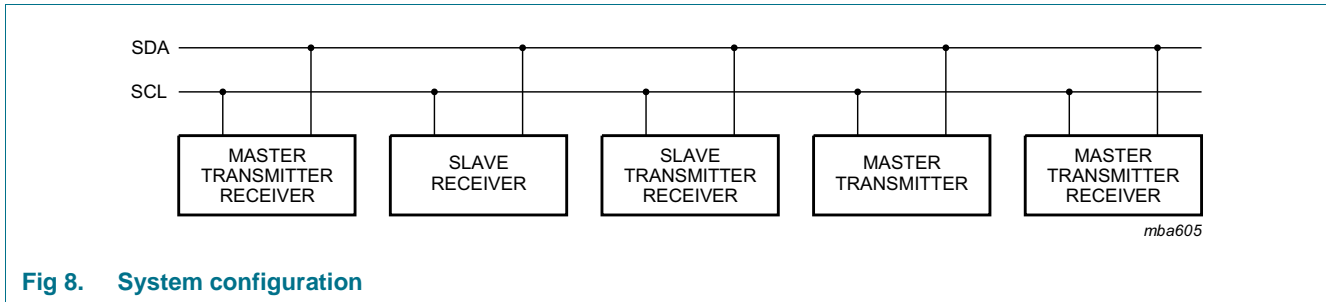 SDA
SCL
MASTER
TRANSMITTER
RECEIVER
SLAVE
RECEIVER
SLAVE
TRANSMITTER
RECEIVER
MASTER
TRANSMITTER
MASTER
TRANSMITTER
RECEIVER
mba605
Fig 8. System configuration